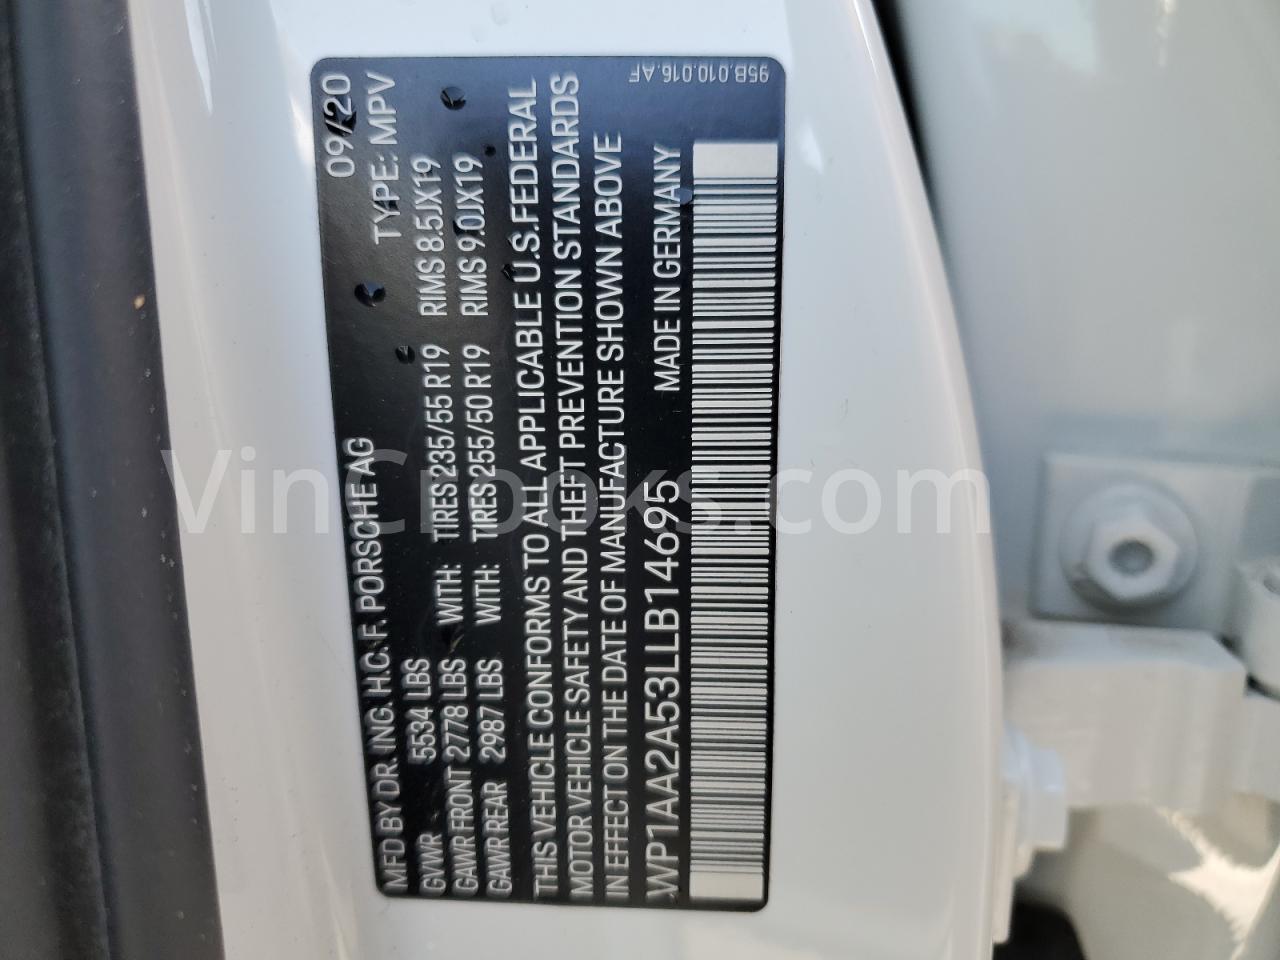 MFD BY DR. ING. H.C. F. PORSCHE AG 09/20
GVWR 5534 LBS TYPE: MPV
GAWR FRONT 2778 LBS WITH: TIRES 235/55 R19 RIMS 8.5JX19
GAWR REAR 2987 LBS WITH: TIRES 255/50 R19 RIMS 9.0JX19
THIS VEHICLE CONFORMS TO ALL APPLICABLE U.S.FEDERAL
MOTOR VEHICLE SAFETY AND THEFT PREVENTION STANDARDS
IN EFFECT ON THE DATE OF MANUFACTURE SHOWN ABOVE
WP1AA2A53LLB14695 MADE IN GERMANY
95B.010.016.AF
VinCrooks.com